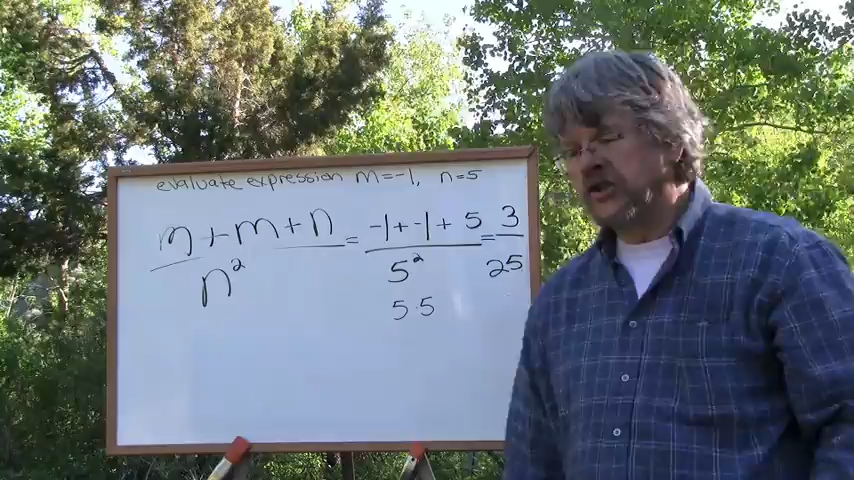 evaluate expression m=-1, n=5
m+m+n = -1+-1+5 = 3
n² 5² 25
5·5